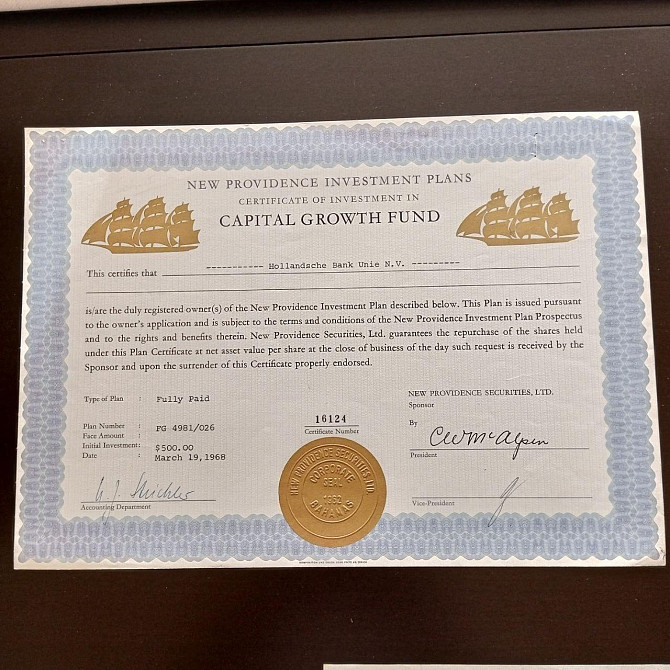 NEW PROVIDENCE INVESTMENT PLANS
CERTIFICATE OF INVESTMENT IN
CAPITAL GROWTH FUND
This certifies that ----------- Hollandsche Bank Unie N.V. ---------
is/are the duly registered owner(s) of the New Providence Investment Plan described below. This Plan is issued pursuant
to the owner's application and is subject to the terms and conditions of the New Providence Investment Plan Prospectus
and to the rights and benefits therein. New Providence Securities, Ltd. guarantees the repurchase of the shares held
under this Plan Certificate at net asset value per share at the close of business of the day such request is received by the
Sponsor and upon the surrender of this Certificate properly endorsed.
Type of Plan : Fully Paid
Plan Number : FG 4981/026
Face Amount :
Initial Investment: $500.00
Date : March 19,1968
Accounting Department
16124
Certificate Number
NEW PROVIDENCE SECURITIES, LTD.
CORPORATE
SEAL
BAHAMAS
NEW PROVIDENCE SECURITIES, LTD.
Sponsor
By
President
Vice-President